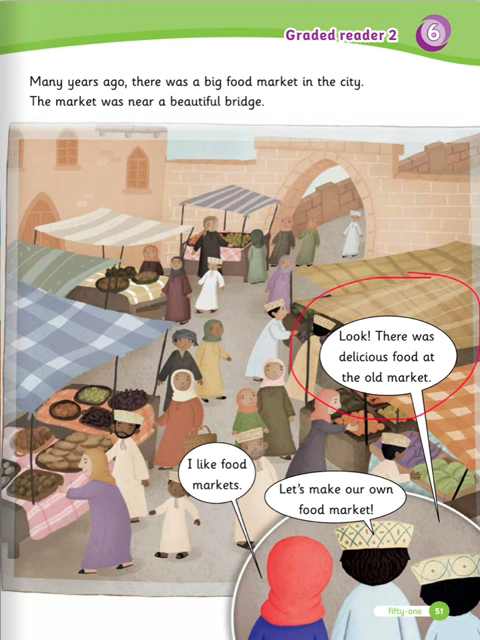 Graded reader 2
6
Many years ago, there was a big food market in the city.
The market was near a beautiful bridge.
Look! There was
delicious food at
the old market.
I like food
markets.
Let's make our own
food market!
fifty-one 51